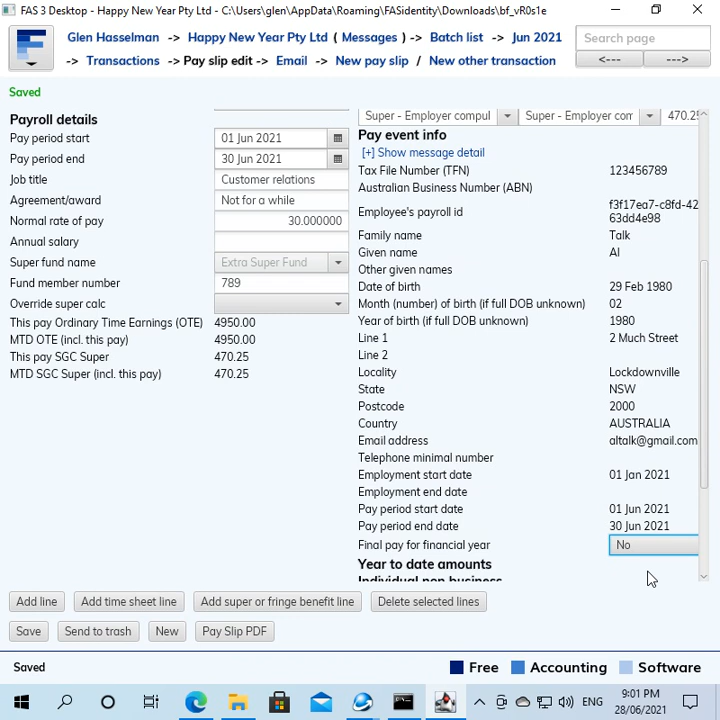 FAS 3 Desktop - Happy New Year Pty Ltd - C:\Users\glen\AppData\Roaming\FASidentity\Downloads\bf_vR0s1e
Glen Hasselman -> Happy New Year Pty Ltd ( Messages ) -> Batch list -> Jun 2021
-> Transactions -> Pay slip edit -> Email -> New pay slip / New other transaction
Search page
<--- --->
Saved
Payroll details
Pay period start 01 Jun 2021
Pay period end 30 Jun 2021
Job title Customer relations
Agreement/award Not for a while
Normal rate of pay 30.000000
Annual salary
Super fund name Extra Super Fund
Fund member number 789
Override super calc
This pay Ordinary Time Earnings (OTE) 4950.00
MTD OTE (incl. this pay) 4950.00
This pay SGC Super 470.25
MTD SGC Super (incl. this pay) 470.25
Super - Employer compul Super - Employer com 470.25
Pay event info
[+] Show message detail
Tax File Number (TFN) 123456789
Australian Business Number (ABN)
Employee's payroll id f3f17ea7-c8fd-42
63dd4e98
Family name Talk
Given name Al
Other given names
Date of birth 29 Feb 1980
Month (number) of birth (if full DOB unknown) 02
Year of birth (if full DOB unknown) 1980
Line 1 2 Much Street
Line 2
Locality Lockdownville
State NSW
Postcode 2000
Country AUSTRALIA
Email address altalk@gmail.com
Telephone minimal number
Employment start date 01 Jan 2021
Employment end date
Pay period start date 01 Jun 2021
Pay period end date 30 Jun 2021
Final pay for financial year No
Year to date amounts
Individual non business
Add line Add time sheet line Add super or fringe benefit line Delete selected lines
Save Send to trash New Pay Slip PDF
Saved
Free Accounting Software
ENG
9:01 PM
28/06/2021